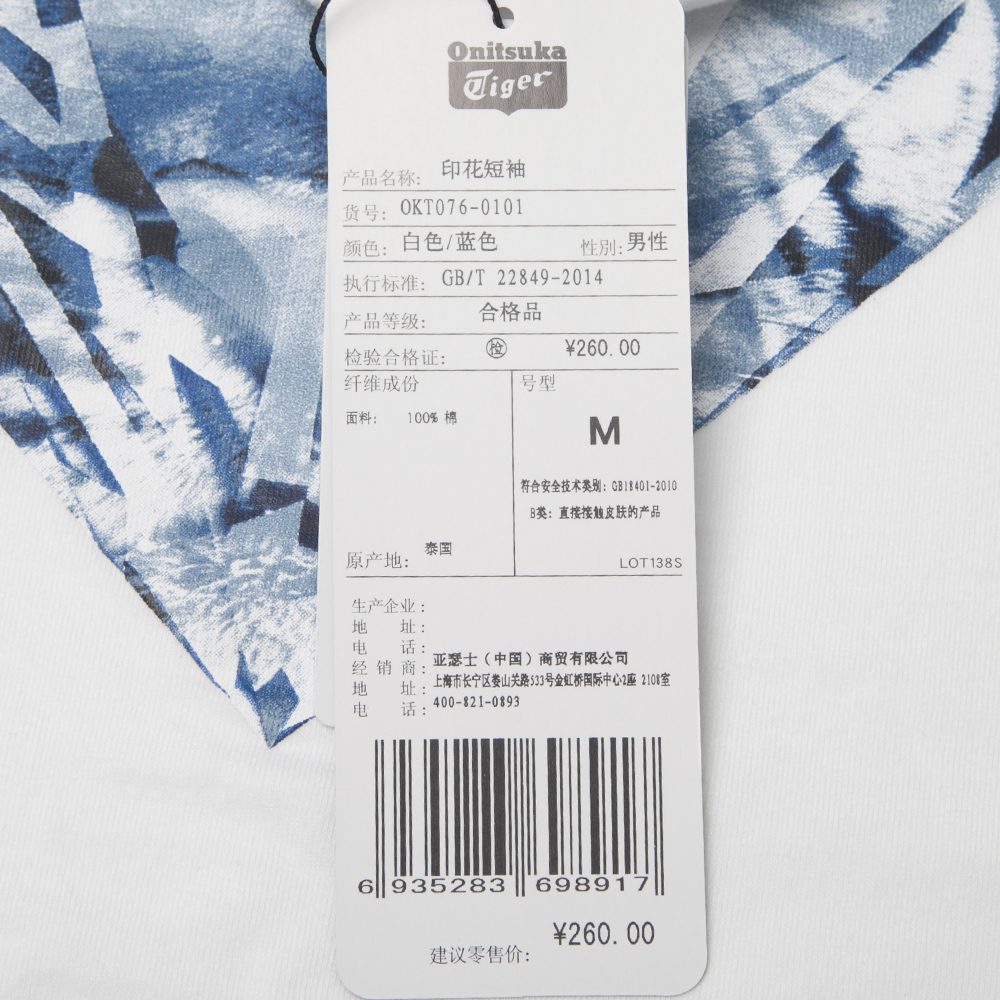 Onitsuka
Tiger
产品名称: 印花短袖
货号: OKT076-0101
颜色: 白色/蓝色 性别: 男性
执行标准: GB/T 22849-2014
产品等级: 合格品
检验合格证: 检 ¥260.00
纤维成份 号型
面料: 100% 棉
M
符合安全技术类别: GB18401-2010
B类: 直接接触皮肤的产品
原产地: 泰国
LOT138S
生产企业:
地 址:
电 话:
经销商: 亚瑟士(中国)商贸有限公司
地 址: 上海市长宁区娄山关路533号金虹桥国际中心2座 2108室
电 话: 400-821-0893
6 935283 698917
建议零售价: ¥260.00